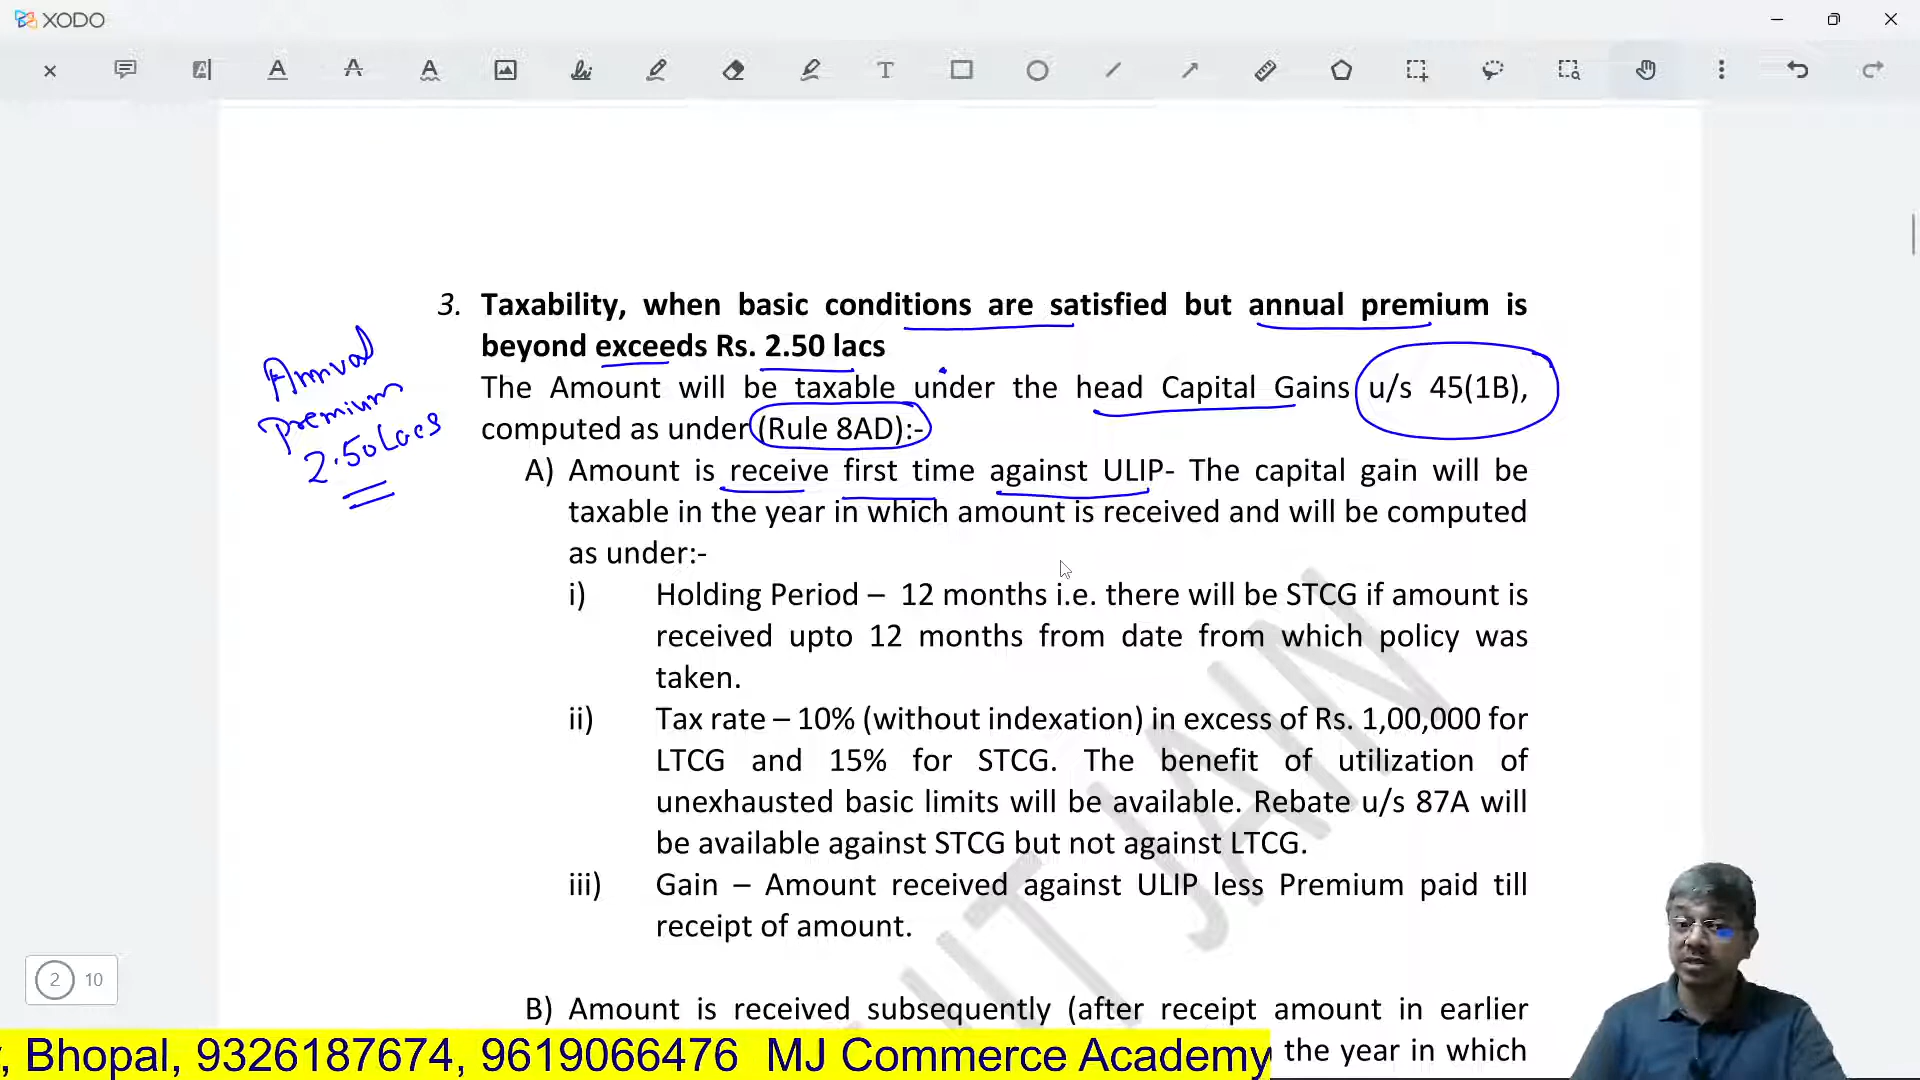 XODO
3. Taxability, when basic conditions are satisfied but annual premium is
beyond exceeds Rs. 2.50 lacs
Annual
premium
2.50 Lacs
The Amount will be taxable under the head Capital Gains u/s 45(1B),
computed as under (Rule 8AD):-
A) Amount is receive first time against ULIP- The capital gain will be
taxable in the year in which amount is received and will be computed
as under:-
i) Holding Period – 12 months i.e. there will be STCG if amount is
received upto 12 months from date from which policy was
taken.
ii) Tax rate – 10% (without indexation) in excess of Rs. 1,00,000 for
LTCG and 15% for STCG. The benefit of utilization of
unexhausted basic limits will be available. Rebate u/s 87A will
be available against STCG but not against LTCG.
iii) Gain – Amount received against ULIP less Premium paid till
receipt of amount.
2 10
B) Amount is received subsequently (after receipt amount in earlier
the year in which
, Bhopal, 9326187674, 9619066476 MJ Commerce Academy
JAIN